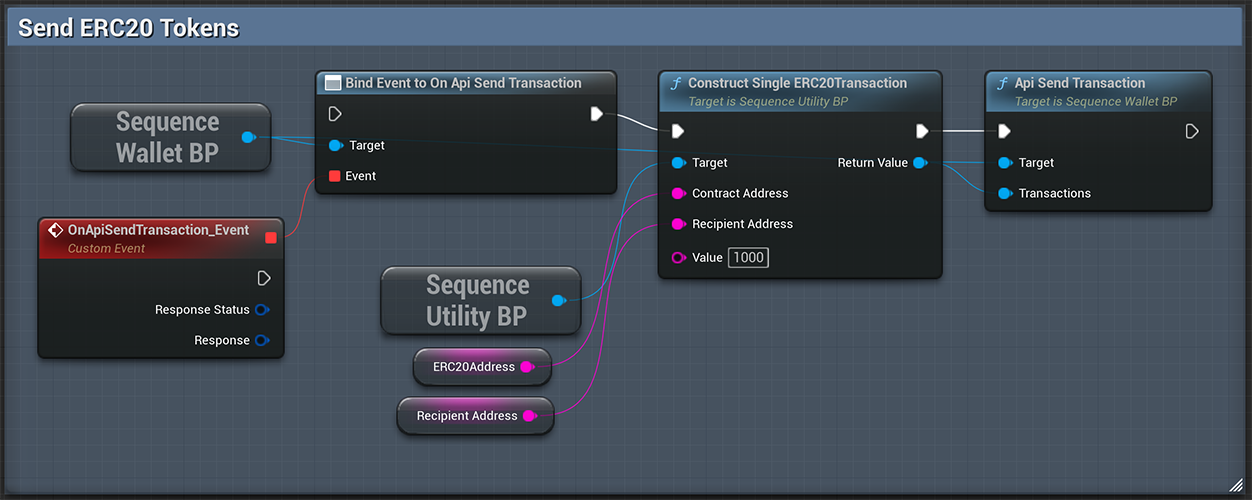 Send ERC20 Tokens
Sequence
Wallet BP
Bind Event to On Api Send Transaction
Target
Event
Construct Single ERC20Transaction
Target is Sequence Utility BP
Target
Return Value
Contract Address
Recipient Address
Value 1000
Api Send Transaction
Target is Sequence Wallet BP
Target
Transactions
OnApiSendTransaction_Event
Custom Event
Response Status
Response
Sequence
Utility BP
ERC20Address
Recipient Address